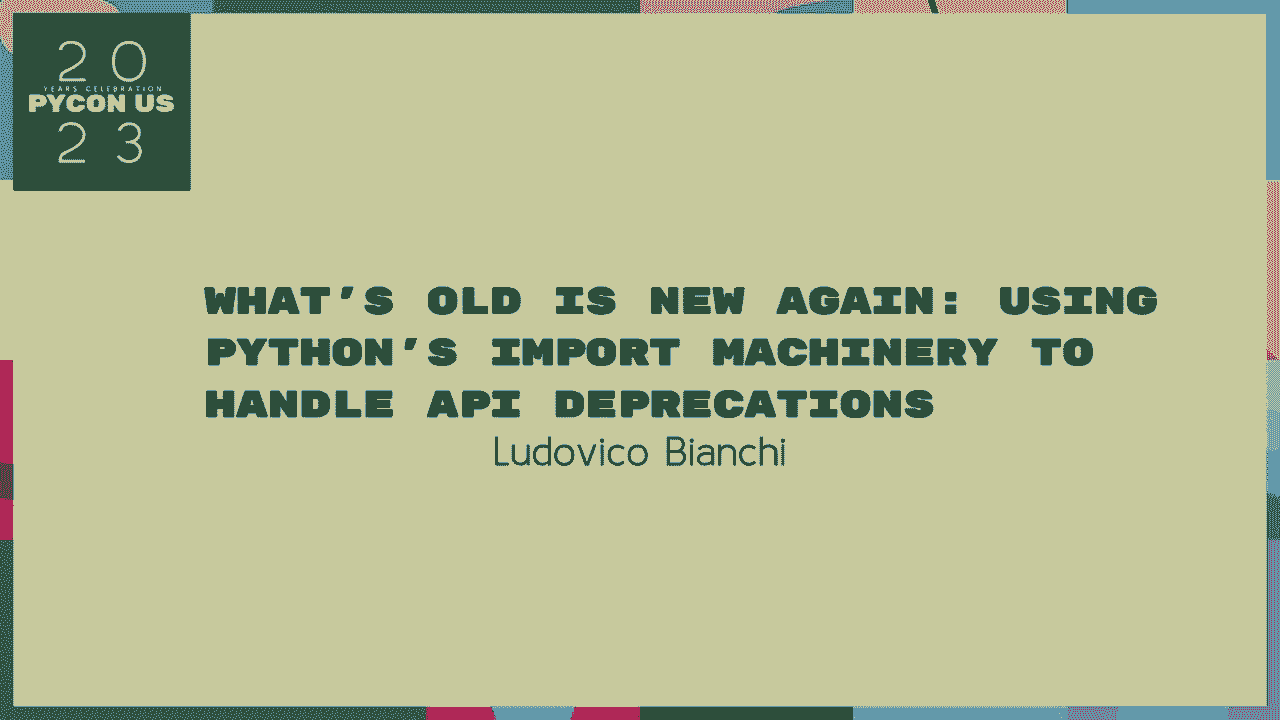 20
YEARS CELEBRATION
PYCON US
23
WHAT'S OLD IS NEW AGAIN: USING
PYTHON'S IMPORT MACHINERY TO
HANDLE API DEPRECATIONS
Ludovico Bianchi